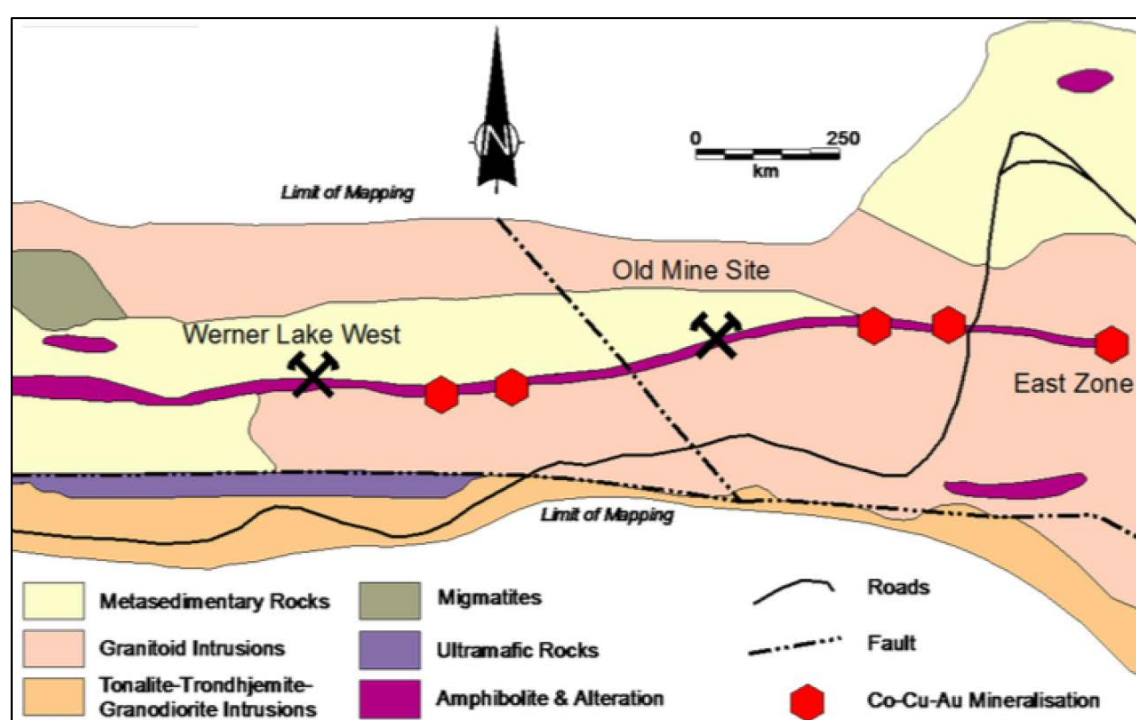 N
0 250
km
Limit of Mapping
Old Mine Site
Werner Lake West
East Zone
Limit of Mapping
Metasedimentary Rocks
Migmatites
Roads
Granitoid Intrusions
Ultramafic Rocks
Fault
Tonalite-Trondhjemite-
Granodiorite Intrusions
Amphibolite & Alteration
Co-Cu-Au Mineralisation